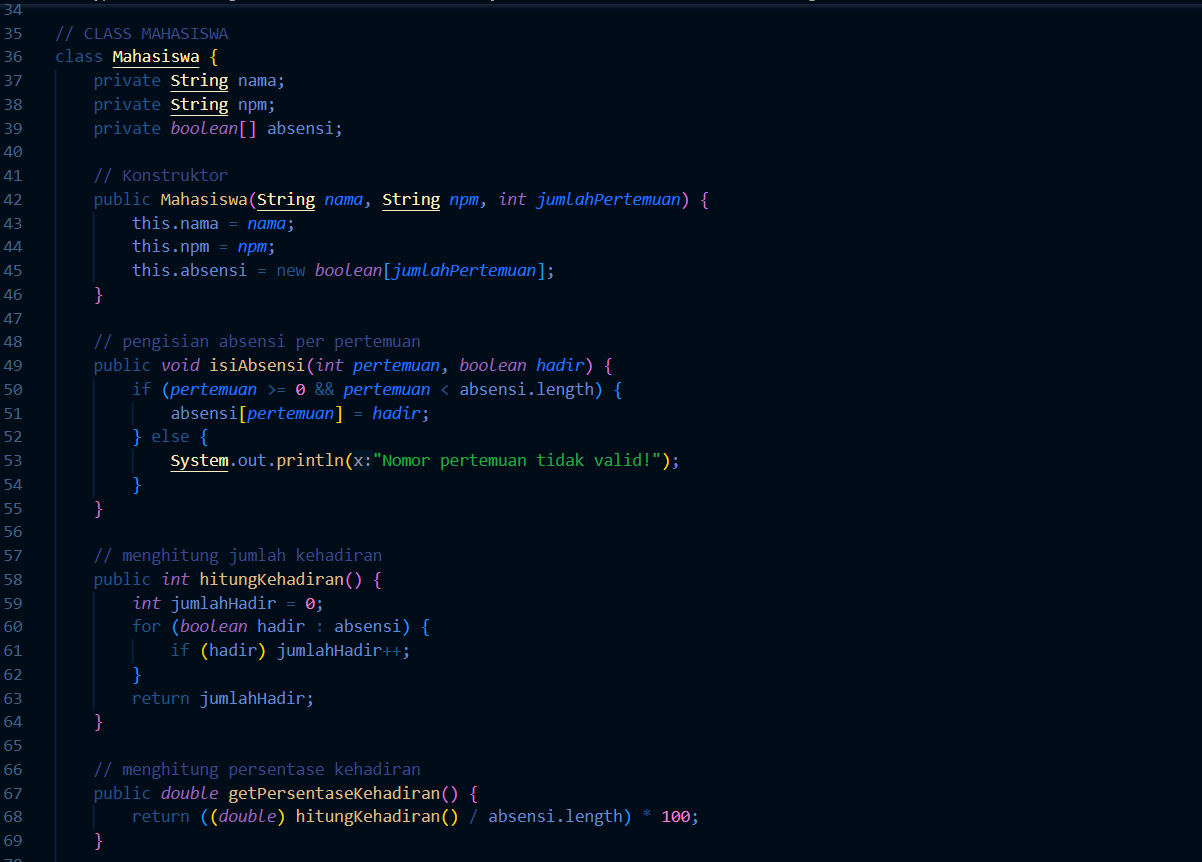 34
35 // CLASS MAHASISWA
36 class Mahasiswa {
37 private String nama;
38 private String npm;
39 private boolean[] absensi;
40
41 // Konstruktor
42 public Mahasiswa(String nama, String npm, int jumlahPertemuan) {
43 this.nama = nama;
44 this.npm = npm;
45 this.absensi = new boolean[jumlahPertemuan];
46 }
47
48 // pengisian absensi per pertemuan
49 public void isiAbsensi(int pertemuan, boolean hadir) {
50 if (pertemuan >= 0 && pertemuan < absensi.length) {
51 absensi[pertemuan] = hadir;
52 } else {
53 System.out.println(x:"Nomor pertemuan tidak valid!");
54 }
55 }
56
57 // menghitung jumlah kehadiran
58 public int hitungKehadiran() {
59 int jumlahHadir = 0;
60 for (boolean hadir : absensi) {
61 if (hadir) jumlahHadir++;
62 }
63 return jumlahHadir;
64 }
65
66 // menghitung persentase kehadiran
67 public double getPersentaseKehadiran() {
68 return ((double) hitungKehadiran() / absensi.length) * 100;
69 }